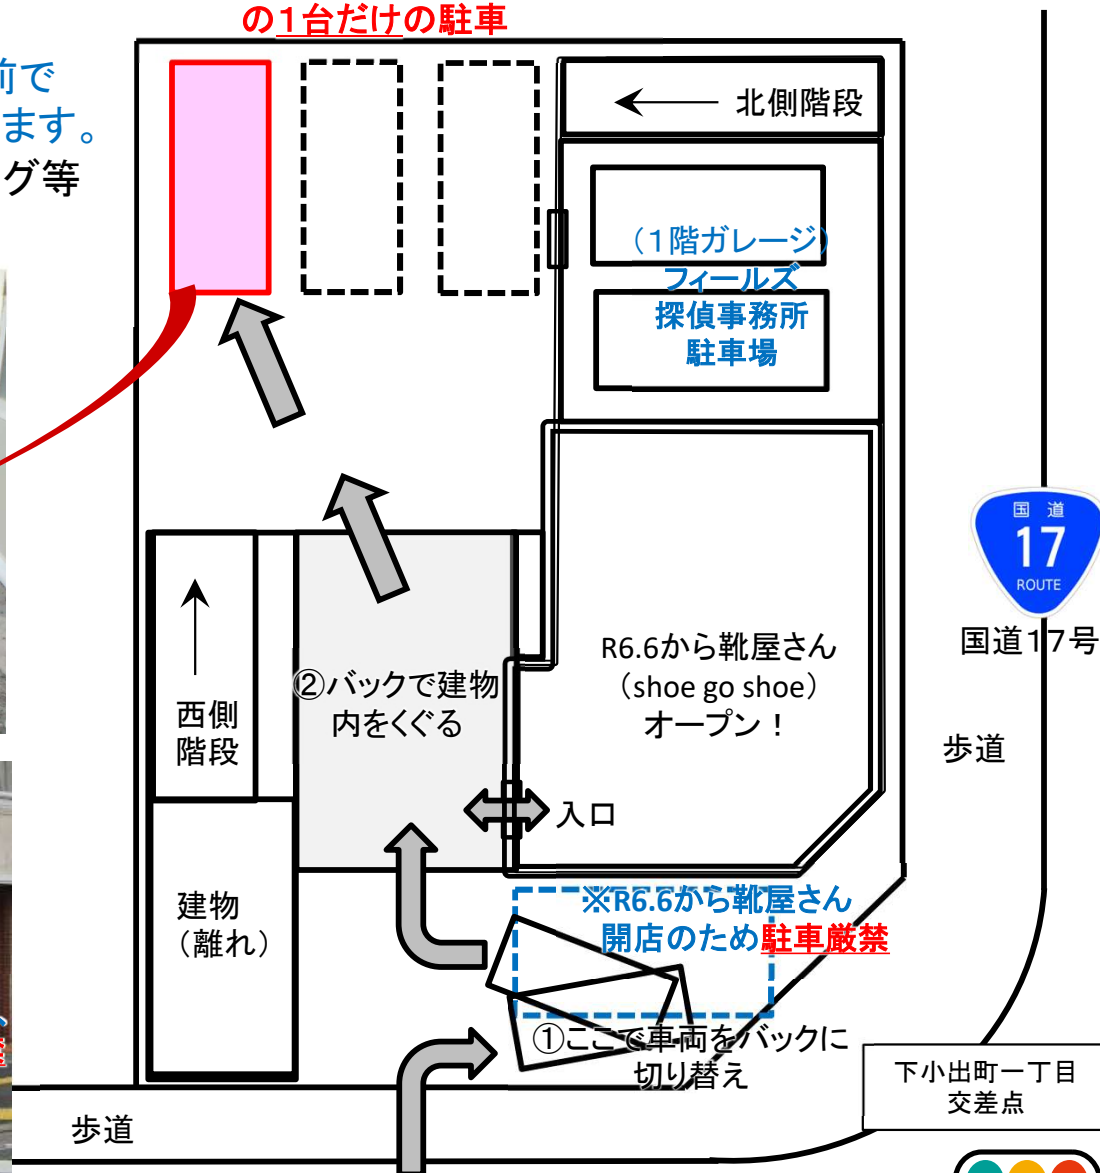 の１台だけの駐車
前で
ます。
グ等
北側階段
（１階ガレージ）
フィールズ
探偵事務所
駐車場
国道
17
ROUTE
国道１７号
R6.6から靴屋さん
（shoe go shoe）
オープン！
②バックで建物
内をくぐる
西側
階段
歩道
入口
建物
（離れ）
※R6.6から靴屋さん
開店のため駐車厳禁
①ここで車両をバックに
切り替え
下小出町一丁目
交差点
歩道